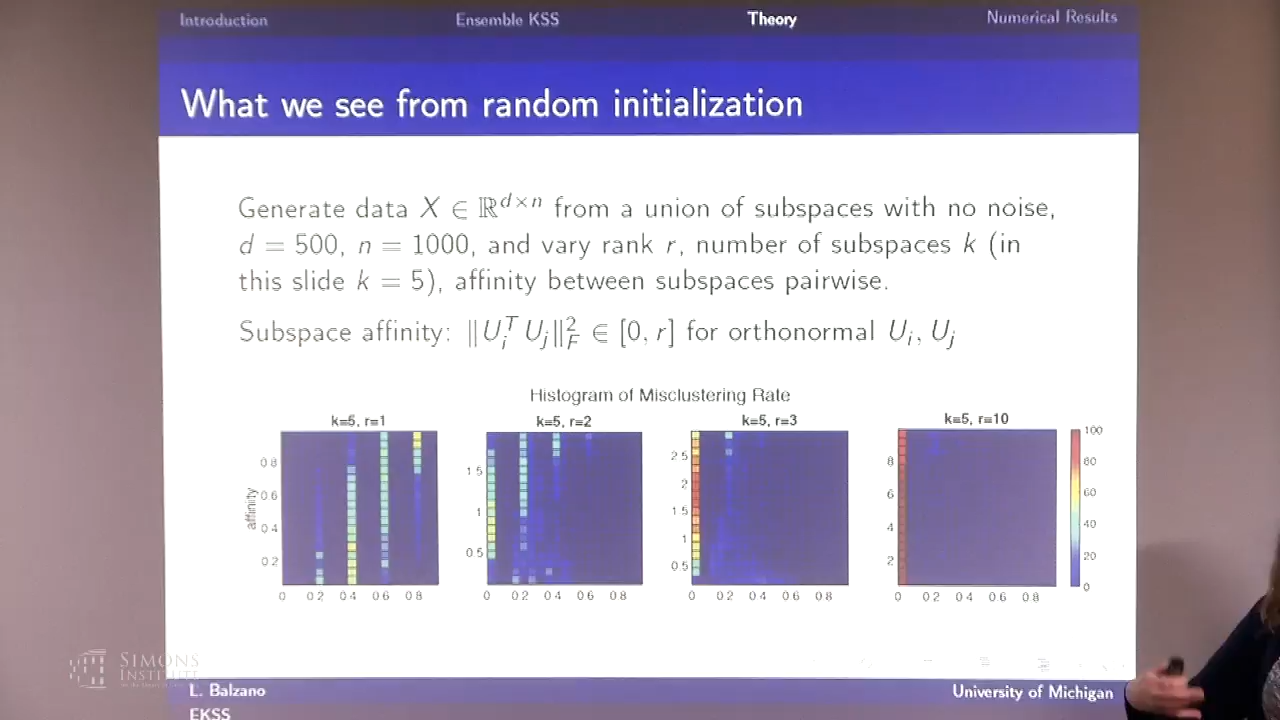 Introduction Ensemble KSS Theory Numerical Results
What we see from random initialization
Generate data X ∈ ℝ^{d×n} from a union of subspaces with no noise,
d = 500, n = 1000, and vary rank r, number of subspaces k (in
this slide k = 5), affinity between subspaces pairwise.
Subspace affinity: ‖U_i^T U_j‖_F^2 ∈ [0, r] for orthonormal U_i, U_j
Histogram of Misclustering Rate
k=5, r=1 k=5, r=2 k=5, r=3 k=5, r=10
affinity
0.8
0.6
0.4
0.2
0 0.2 0.4 0.6 0.8
1.5
1
0.5
0 0.2 0.4 0.6 0.8
2.5
2
1.5
1
0.5
0 0.2 0.4 0.6 0.8
8
6
4
2
0 0.2 0.4 0.6 0.8
100
80
60
40
20
0
SIMONS
INSTITUTE
L. Balzano University of Michigan
EKSS